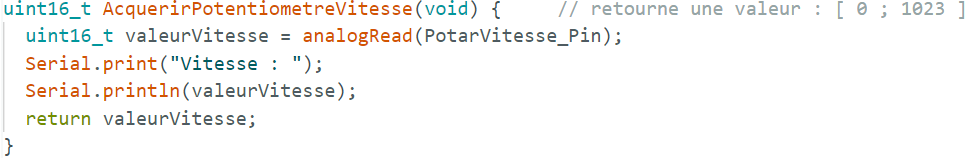 uint16_t AcquerirPotentiometreVitesse(void) {     // retourne une valeur : [ 0 ; 1023 ]
  uint16_t valeurVitesse = analogRead(PotarVitesse_Pin);
  Serial.print("Vitesse : ");
  Serial.println(valeurVitesse);
  return valeurVitesse;
}